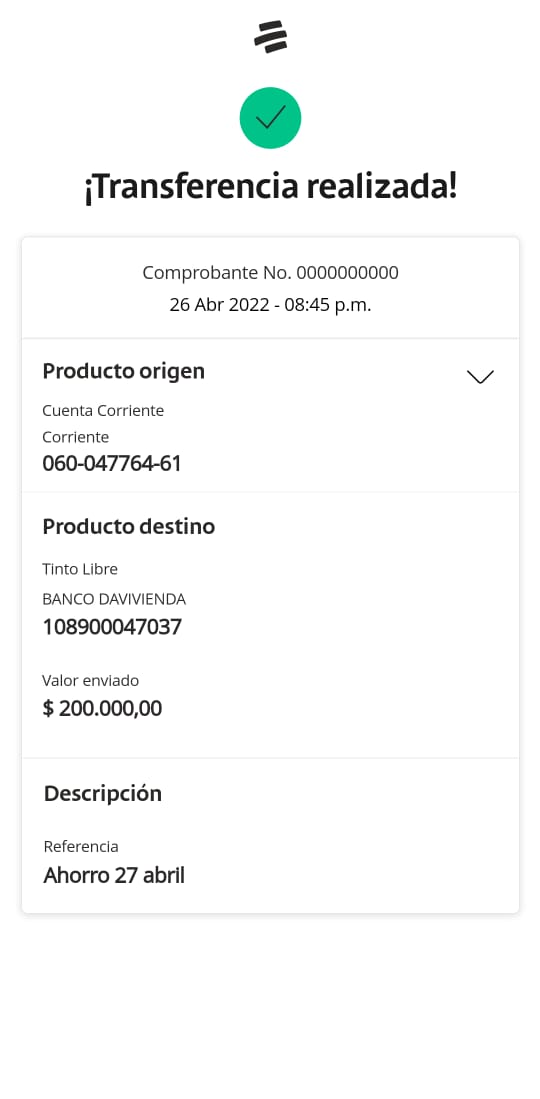 ¡Transferencia realizada!
Comprobante No. 0000000000
26 Abr 2022 - 08:45 p.m.
Producto origen
Cuenta Corriente
Corriente
060-047764-61
Producto destino
Tinto Libre
BANCO DAVIVIENDA
108900047037
Valor enviado
$ 200.000,00
Descripción
Referencia
Ahorro 27 abril